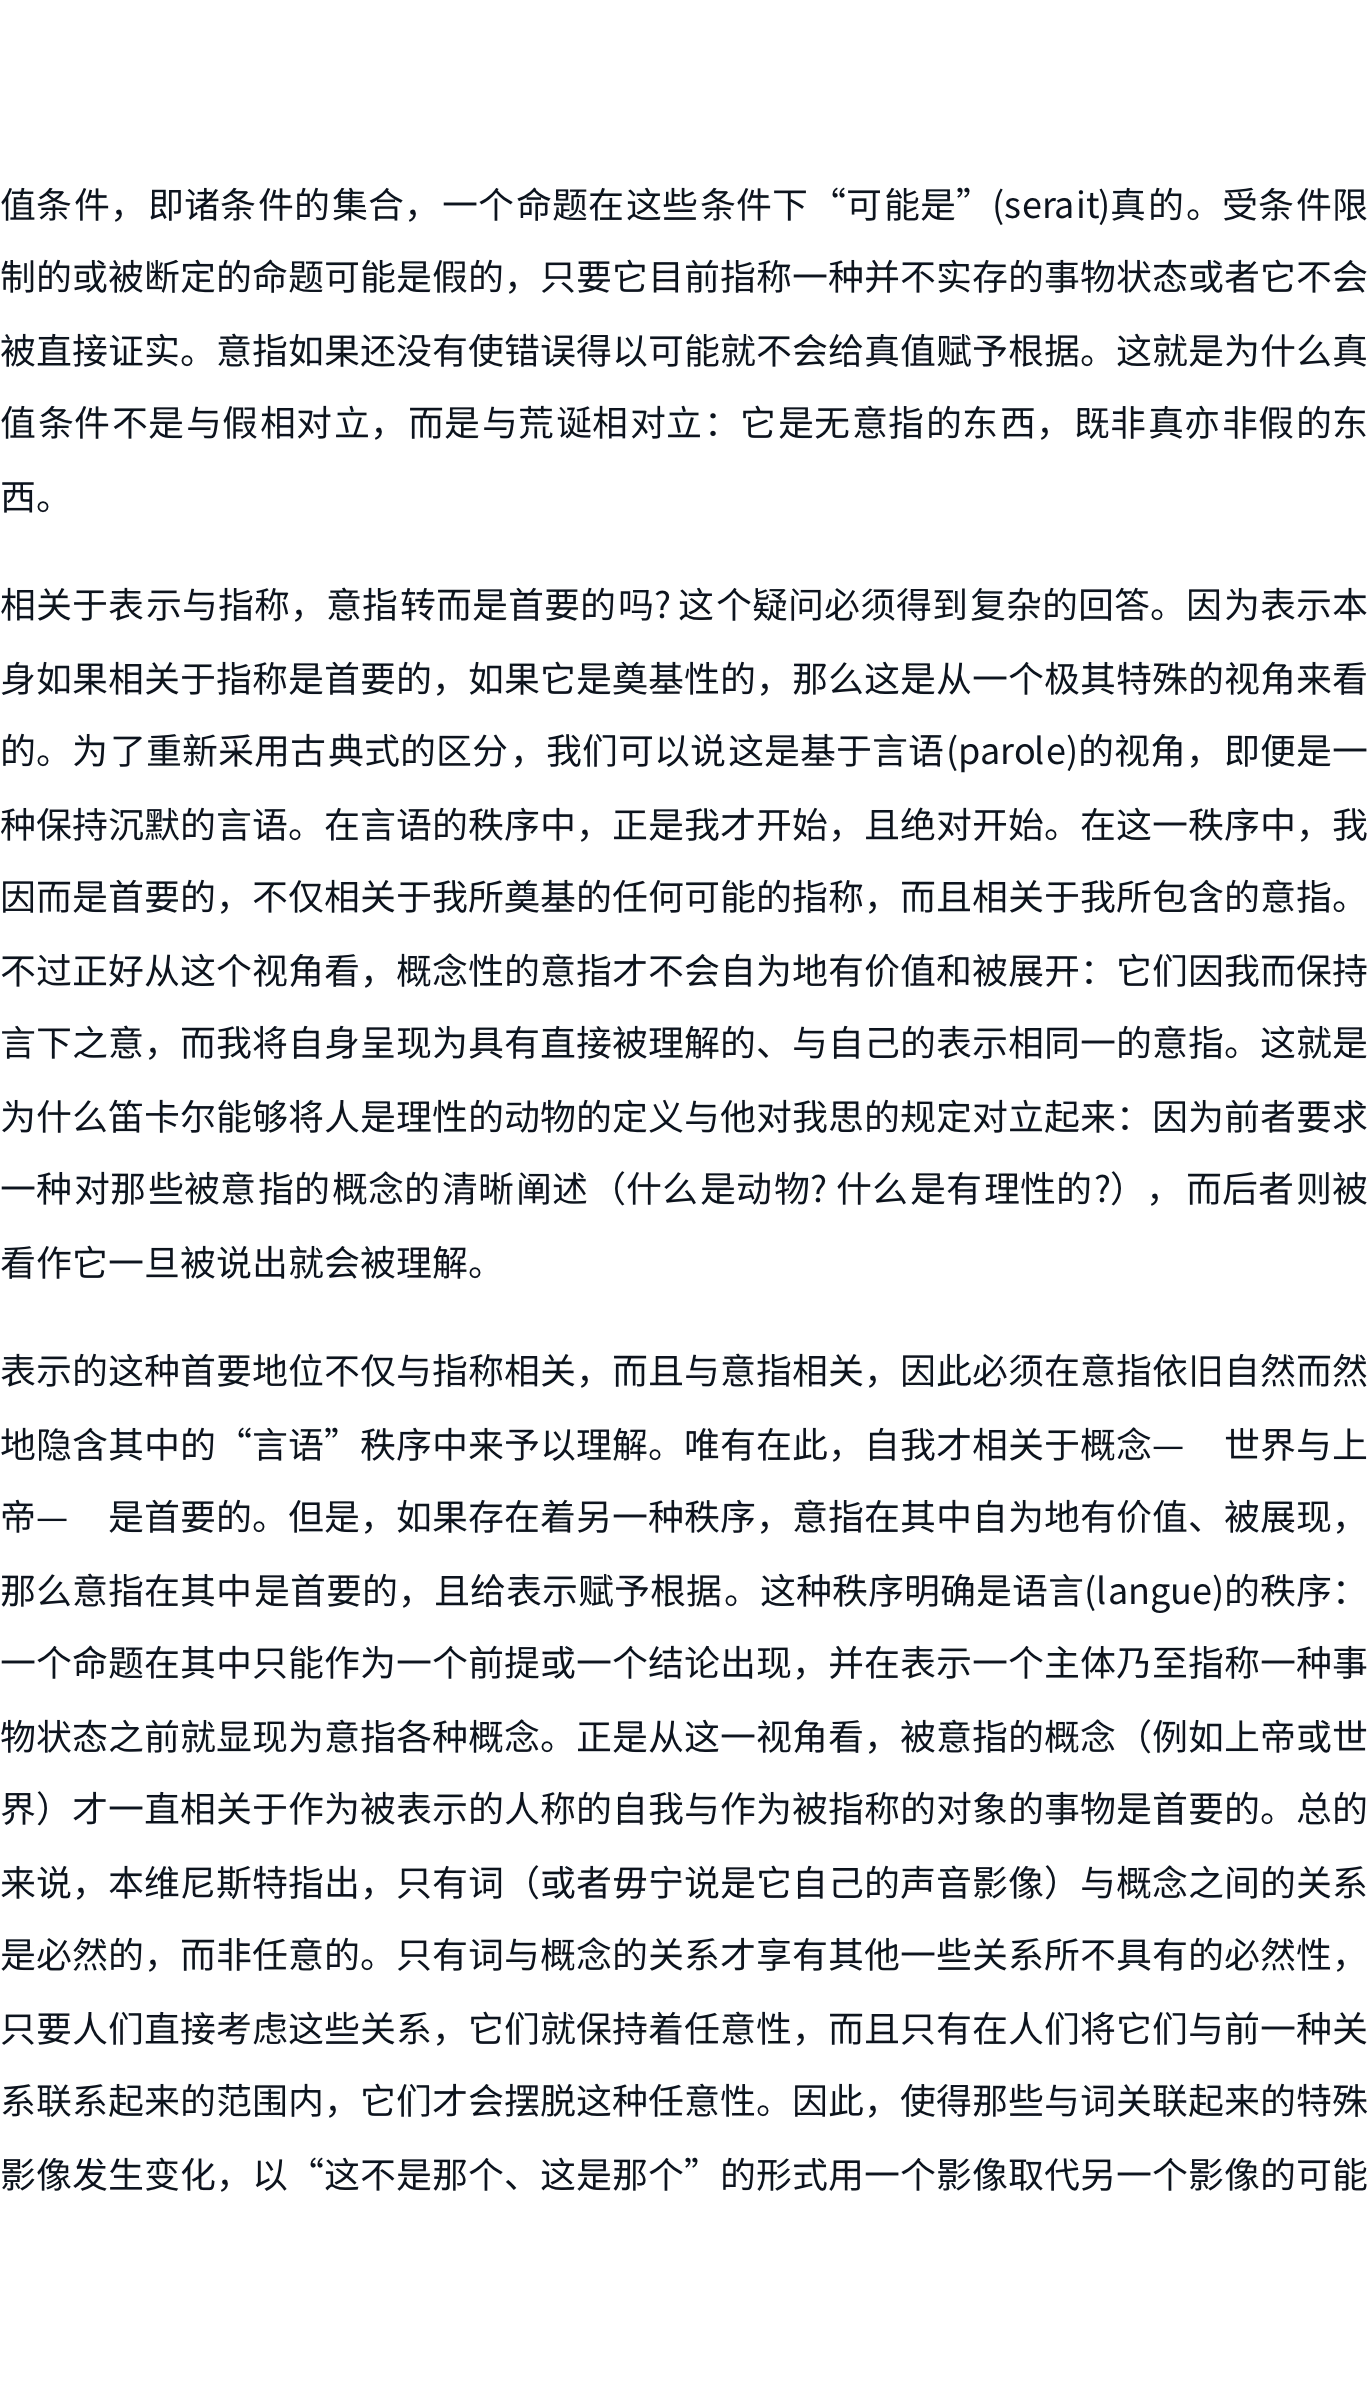 值条件，即诸条件的集合，一个命题在这些条件下“可能是”(serait)真的。受条件限
制的或被断定的命题可能是假的，只要它目前指称一种并不实存的事物状态或者它不会
被直接证实。意指如果还没有使错误得以可能就不会给真值赋予根据。这就是为什么真
值条件不是与假相对立，而是与荒诞相对立：它是无意指的东西，既非真亦非假的东
西。
相关于表示与指称，意指转而是首要的吗? 这个疑问必须得到复杂的回答。因为表示本
身如果相关于指称是首要的，如果它是奠基性的，那么这是从一个极其特殊的视角来看
的。为了重新采用古典式的区分，我们可以说这是基于言语(parole)的视角，即便是一
种保持沉默的言语。在言语的秩序中，正是我才开始，且绝对开始。在这一秩序中，我
因而是首要的，不仅相关于我所奠基的任何可能的指称，而且相关于我所包含的意指。
不过正好从这个视角看，概念性的意指才不会自为地有价值和被展开：它们因我而保持
言下之意，而我将自身呈现为具有直接被理解的、与自己的表示相同一的意指。这就是
为什么笛卡尔能够将人是理性的动物的定义与他对我思的规定对立起来：因为前者要求
一种对那些被意指的概念的清晰阐述（什么是动物? 什么是有理性的?），而后者则被
看作它一旦被说出就会被理解。
表示的这种首要地位不仅与指称相关，而且与意指相关，因此必须在意指依旧自然而然
地隐含其中的“言语”秩序中来予以理解。唯有在此，自我才相关于概念—　世界与上
帝—　是首要的。但是，如果存在着另一种秩序，意指在其中自为地有价值、被展现，
那么意指在其中是首要的，且给表示赋予根据。这种秩序明确是语言(langue)的秩序：
一个命题在其中只能作为一个前提或一个结论出现，并在表示一个主体乃至指称一种事
物状态之前就显现为意指各种概念。正是从这一视角看，被意指的概念（例如上帝或世
界）才一直相关于作为被表示的人称的自我与作为被指称的对象的事物是首要的。总的
来说，本维尼斯特指出，只有词（或者毋宁说是它自己的声音影像）与概念之间的关系
是必然的，而非任意的。只有词与概念的关系才享有其他一些关系所不具有的必然性，
只要人们直接考虑这些关系，它们就保持着任意性，而且只有在人们将它们与前一种关
系联系起来的范围内，它们才会摆脱这种任意性。因此，使得那些与词关联起来的特殊
影像发生变化，以“这不是那个、这是那个”的形式用一个影像取代另一个影像的可能